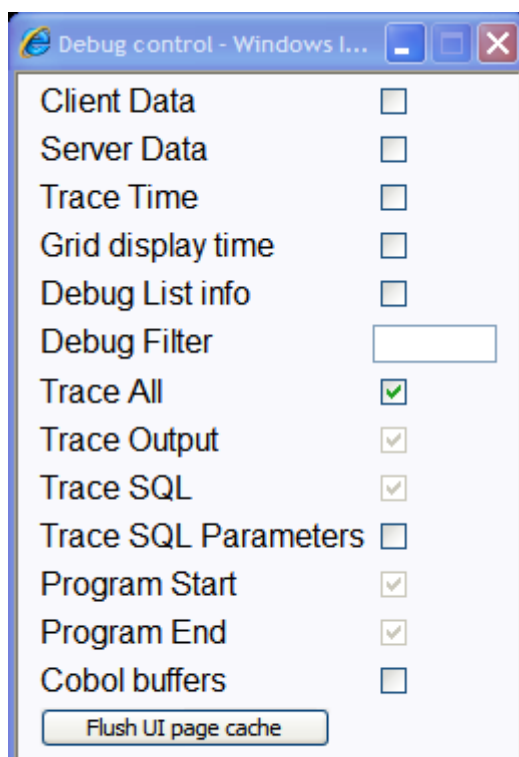 Debug control - Windows I...
Client Data
Server Data
Trace Time
Grid display time
Debug List info
Debug Filter
Trace All
Trace Output
Trace SQL
Trace SQL Parameters
Program Start
Program End
Cobol buffers
Flush UI page cache